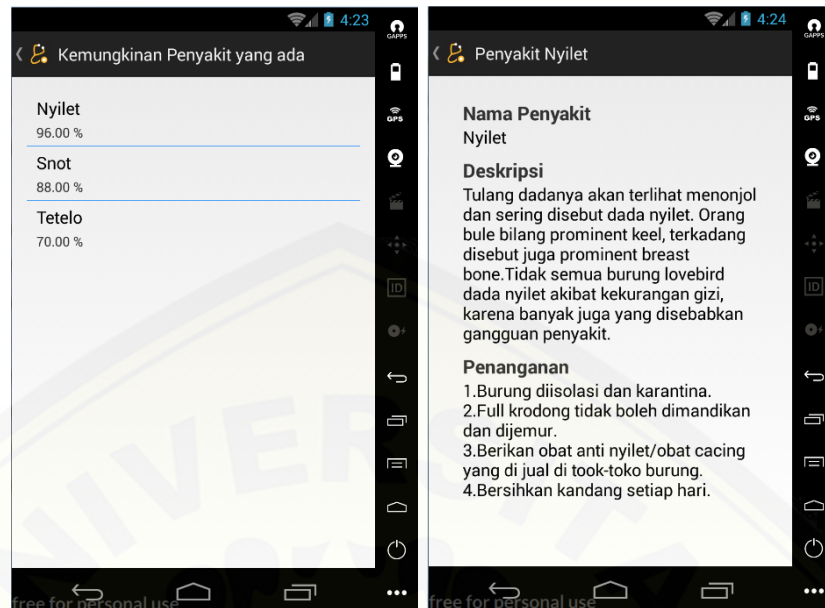 4:23
Kemungkinan Penyakit yang ada
Nyilet
96.00 %
Snot
88.00 %
Tetelo
70.00 %
free for personal use
GAPPS
GPS
ID
4:24
Penyakit Nyilet
Nama Penyakit
Nyilet
Deskripsi
Tulang dadanya akan terlihat menonjol
dan sering disebut dada nyilet. Orang
bule bilang prominent keel, terkadang
disebut juga prominent breast
bone.Tidak semua burung lovebird
dada nyilet akibat kekurangan gizi,
karena banyak juga yang disebabkan
gangguan penyakit.
Penanganan
1.Burung diisolasi dan karantina.
2.Full krodong tidak boleh dimandikan
dan dijemur.
3.Berikan obat anti nyilet/obat cacing
yang di jual di took-toko burung.
4.Bersihkan kandang setiap hari.
free for personal use
GAPPS
GPS
ID
UNIVERSITA